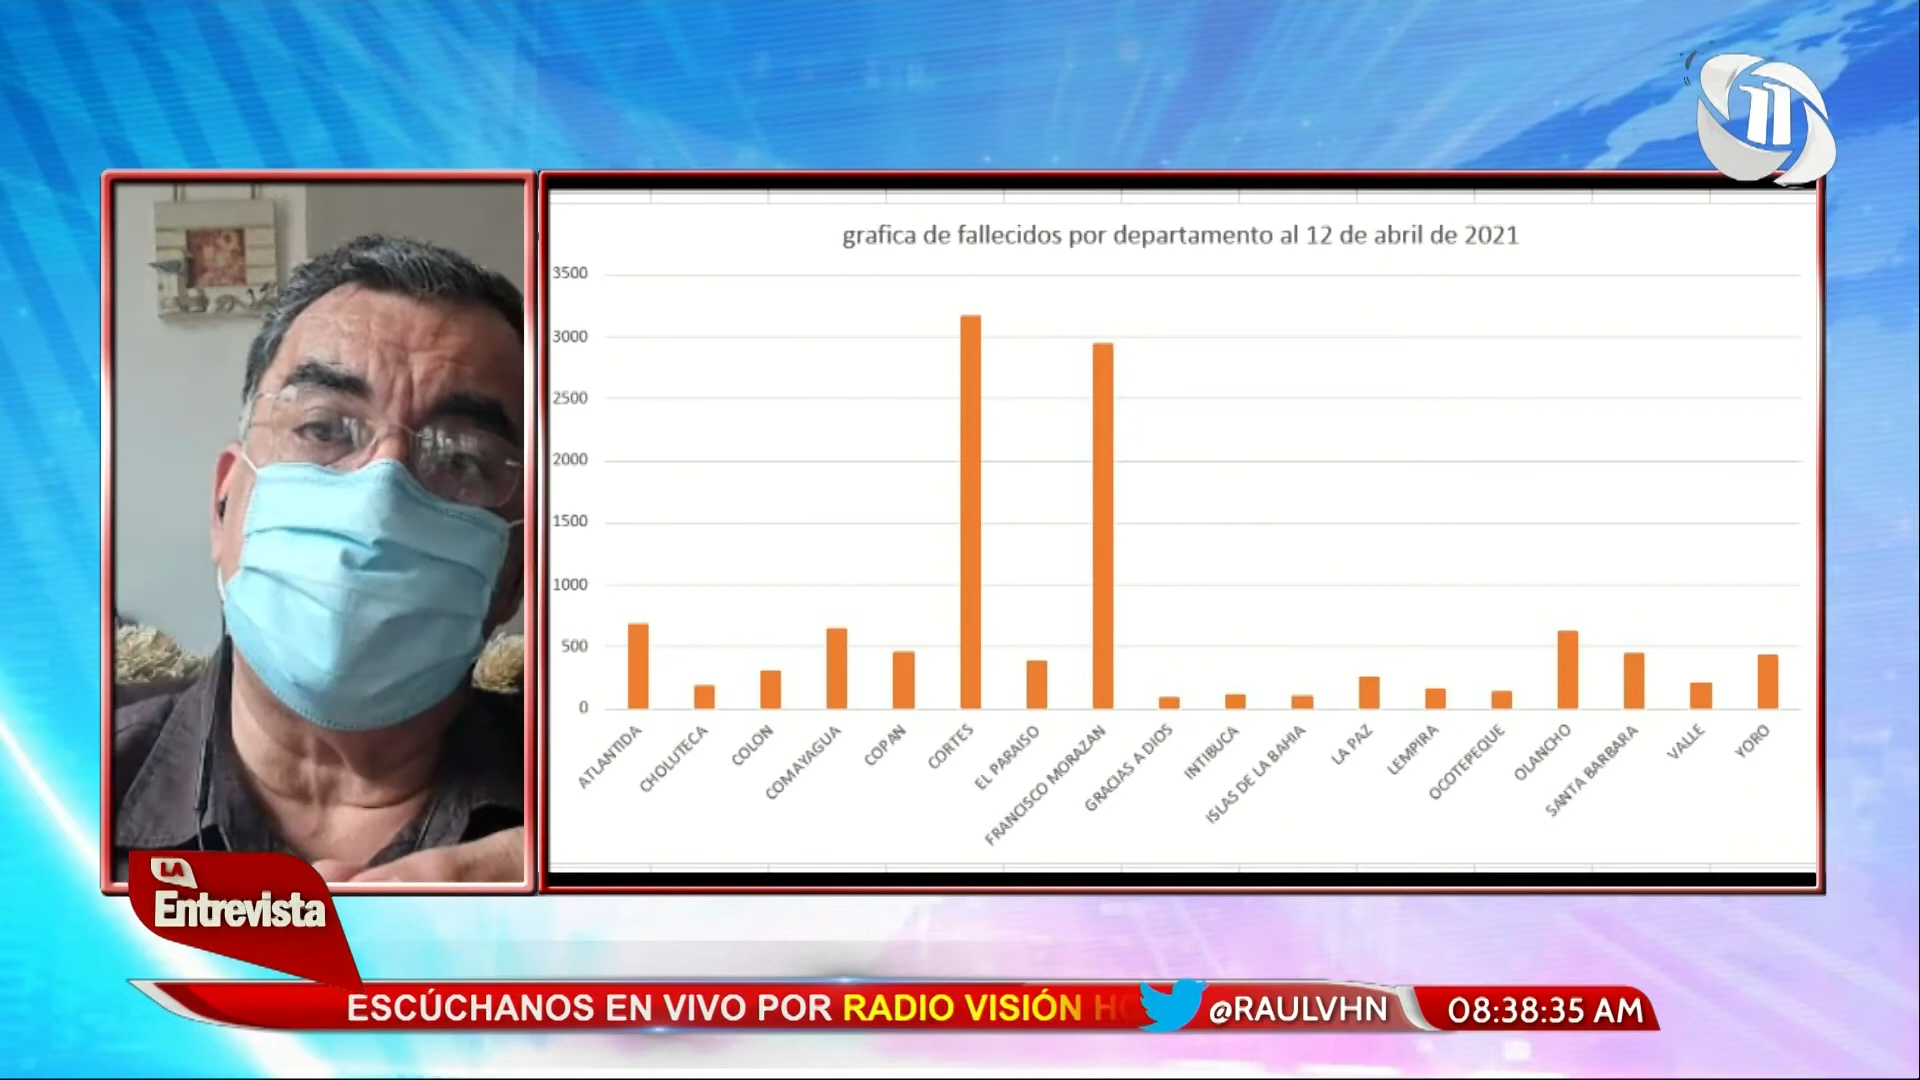 11
grafica de fallecidos por departamento al 12 de abril de 2021
3500
3000
2500
2000
1500
1000
500
0
ATLANTIDA
CHOLUTECA
COLON
COMAYAGUA
COPAN
CORTES
EL PARAISO
FRANCISCO MORAZAN
GRACIAS A DIOS
INTIBUCA
ISLAS DE LA BAHIA
LA PAZ
LEMPIRA
OCOTEPEQUE
OLANCHO
SANTA BARBARA
VALLE
YORO
LA
Entrevista
ESCÚCHANOS EN VIVO POR RADIO VISIÓN @RAULVHN 08:38:35 AM